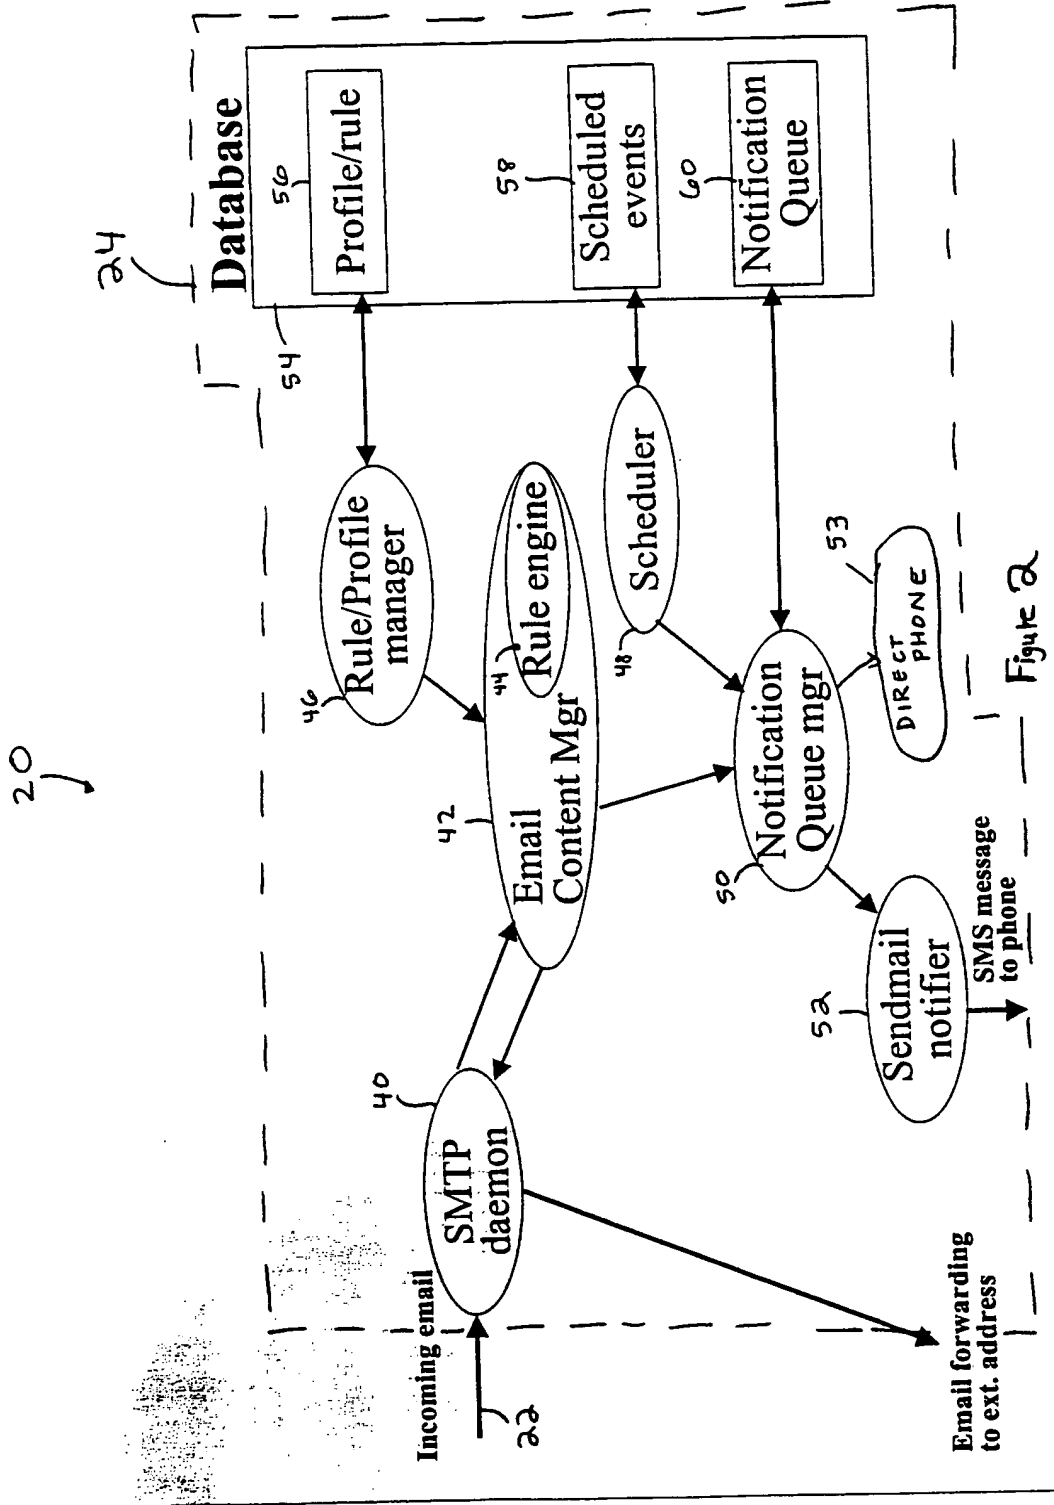 20
24
Database
54
56
Profile/rule
58
Scheduled
events
60
Notification
Queue
46
Rule/Profile
manager
42
Email
Content Mgr
44
Rule engine
48
Scheduler
40
SMTP
daemon
Incoming email
22
50
Notification
Queue mgr
53
DIRECT
PHONE
52
Sendmail
notifier
SMS message
to phone
Email forwarding
to ext. address
Figure 2